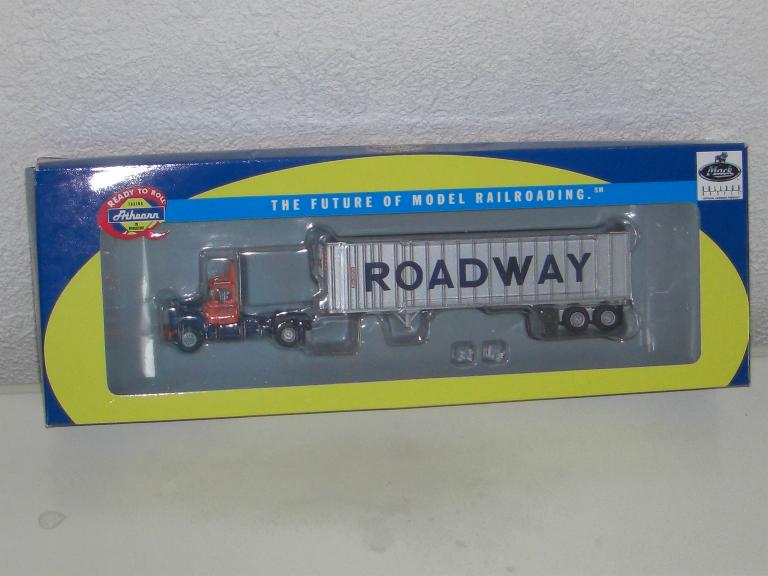 READY TO ROLL
Athearn
THE FUTURE OF MODEL RAILROADING.℠
Mack
ROADWAY